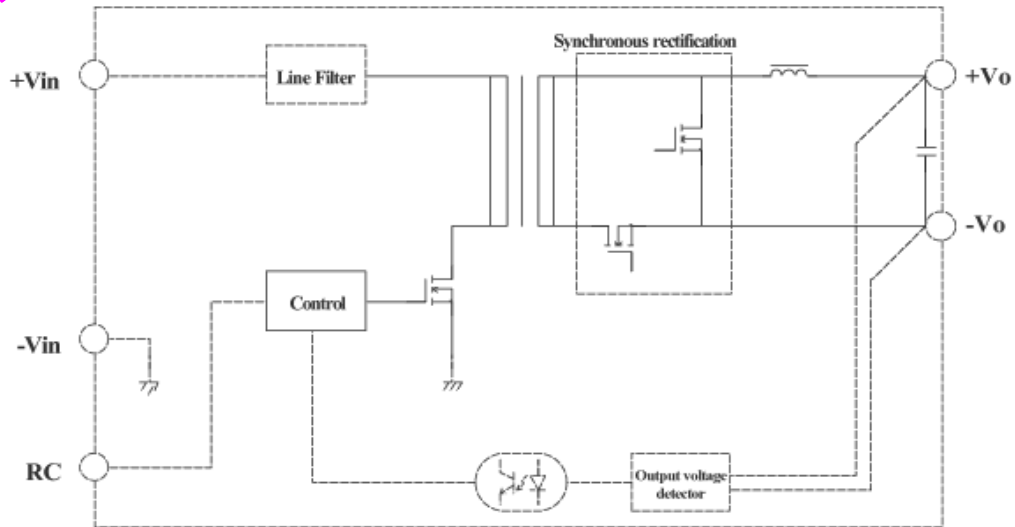 Synchronous rectification
+Vin
Line Filter
+Vo
-Vo
Control
-Vin
RC
Output voltage
detector